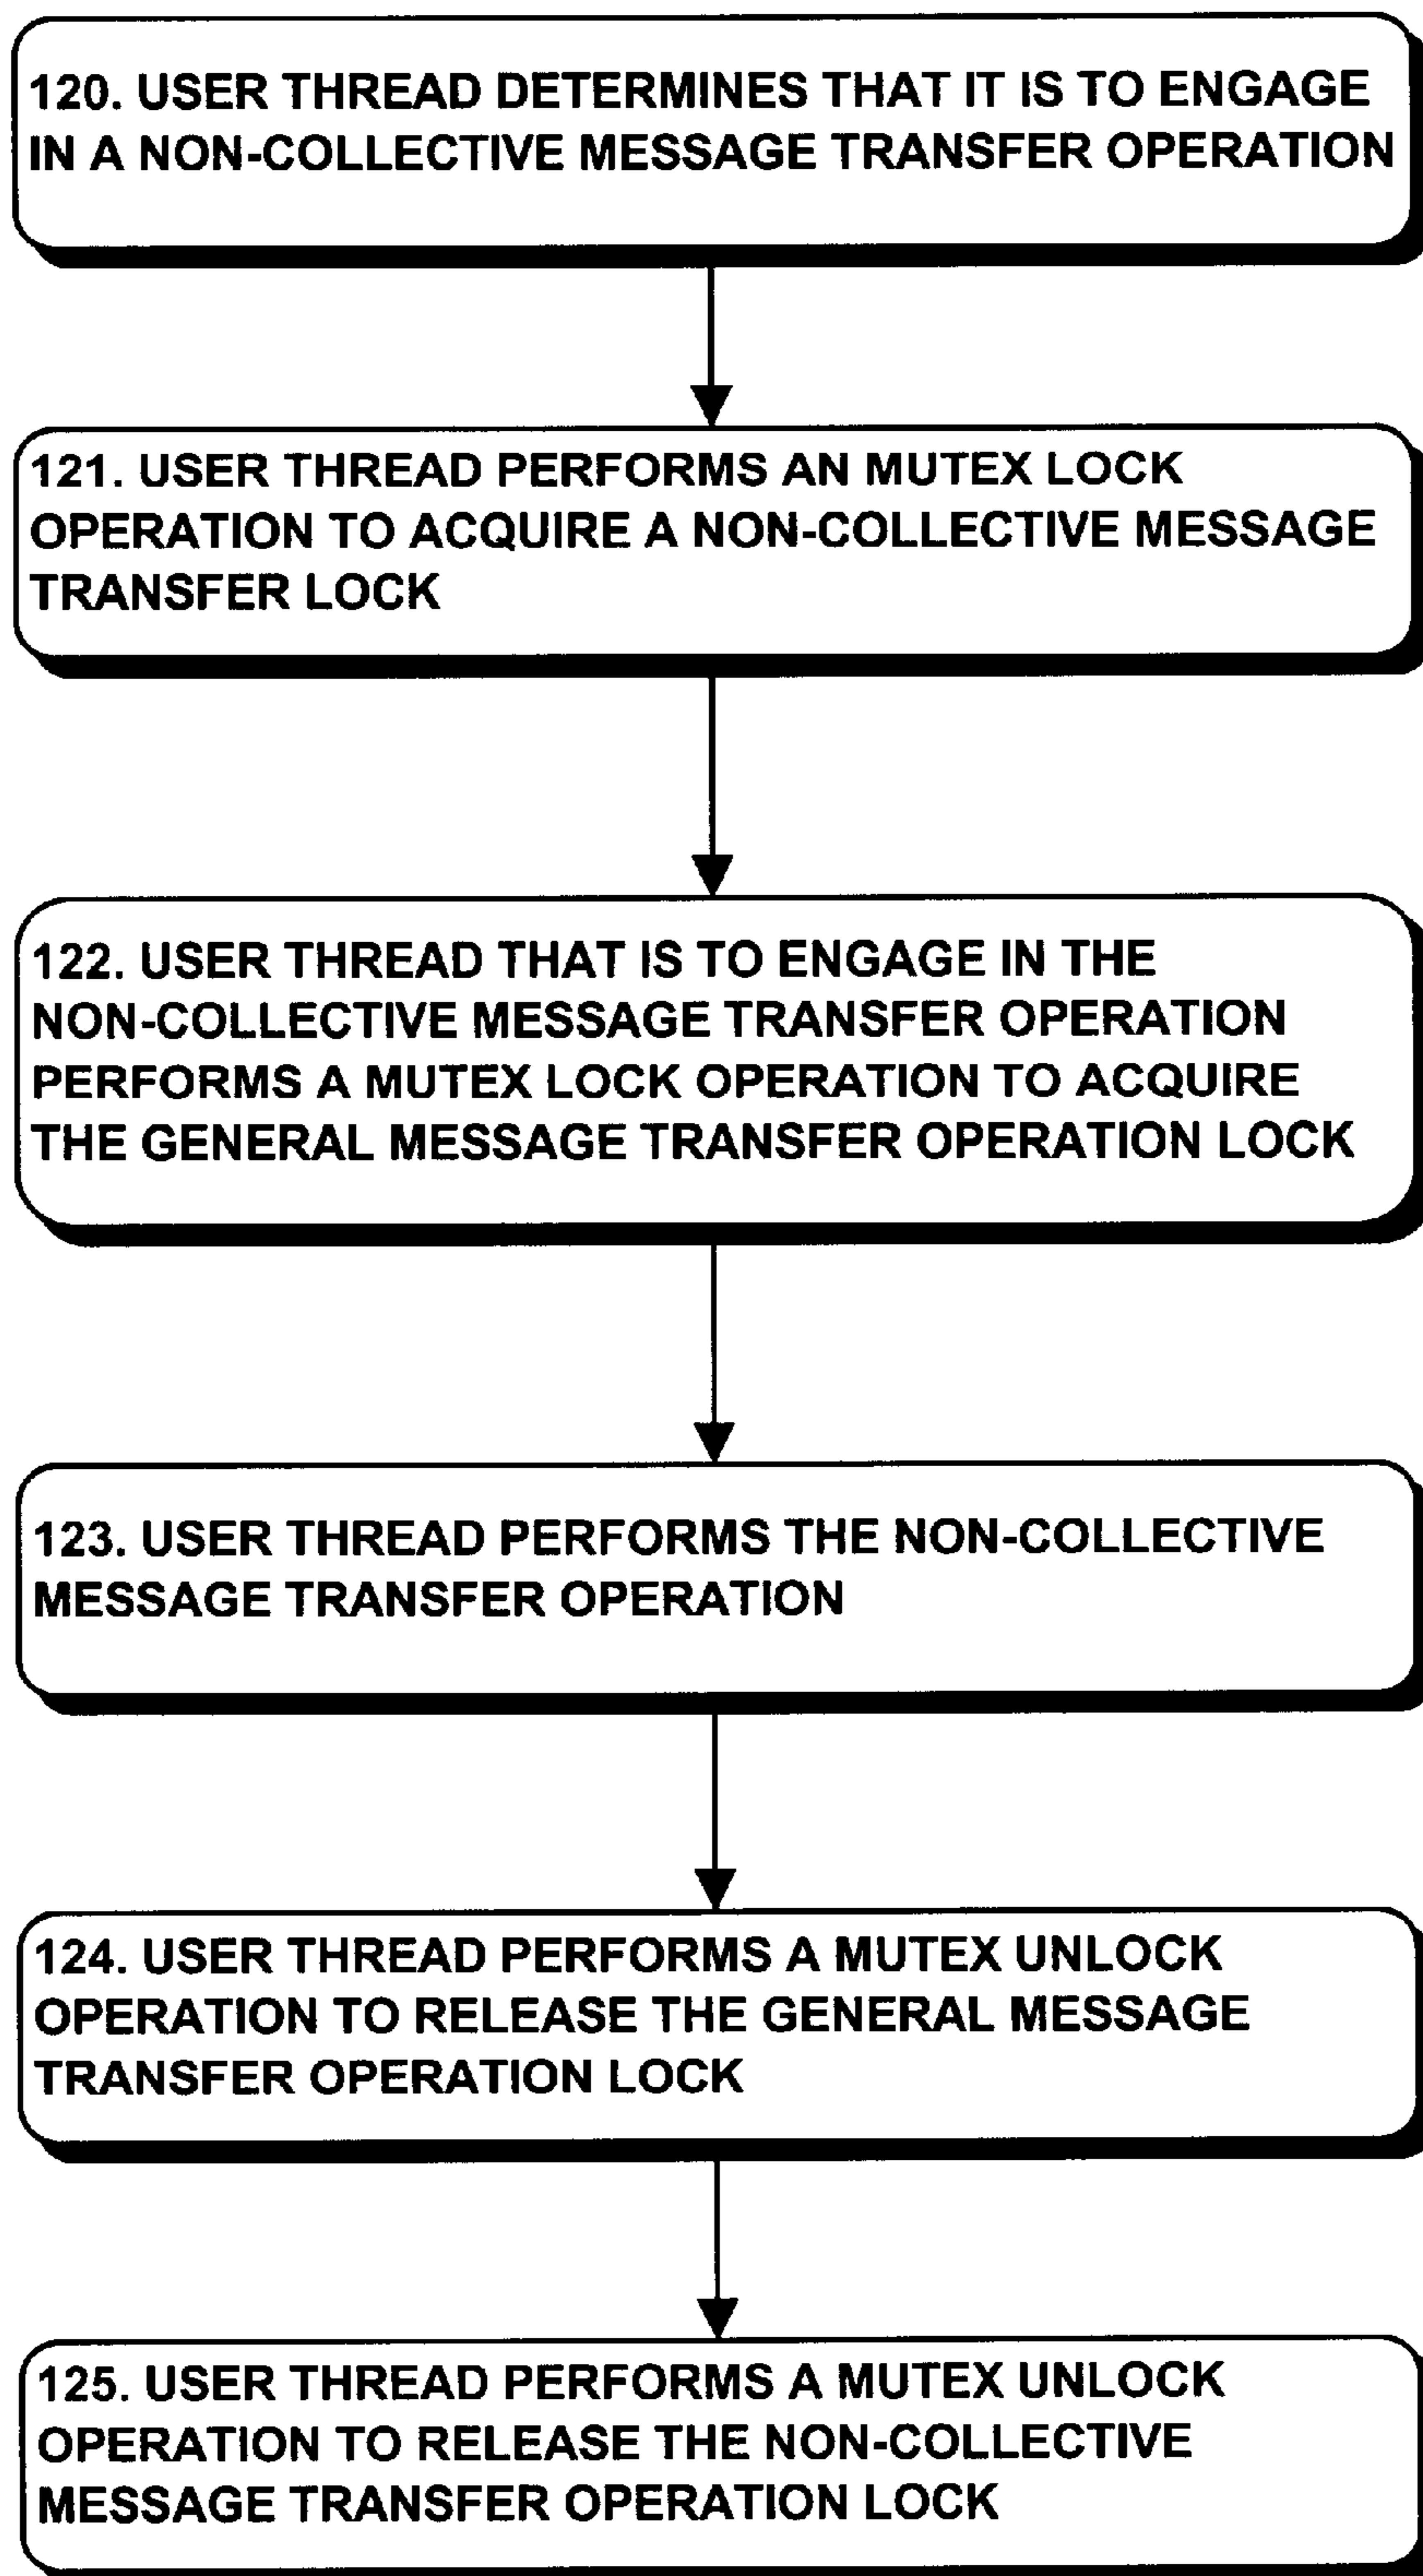 120. USER THREAD DETERMINES THAT IT IS TO ENGAGE
IN A NON-COLLECTIVE MESSAGE TRANSFER OPERATION
121. USER THREAD PERFORMS AN MUTEX LOCK
OPERATION TO ACQUIRE A NON-COLLECTIVE MESSAGE
TRANSFER LOCK
122. USER THREAD THAT IS TO ENGAGE IN THE
NON-COLLECTIVE MESSAGE TRANSFER OPERATION
PERFORMS A MUTEX LOCK OPERATION TO ACQUIRE
THE GENERAL MESSAGE TRANSFER OPERATION LOCK
123. USER THREAD PERFORMS THE NON-COLLECTIVE
MESSAGE TRANSFER OPERATION
124. USER THREAD PERFORMS A MUTEX UNLOCK
OPERATION TO RELEASE THE GENERAL MESSAGE
TRANSFER OPERATION LOCK
125. USER THREAD PERFORMS A MUTEX UNLOCK
OPERATION TO RELEASE THE NON-COLLECTIVE
MESSAGE TRANSFER OPERATION LOCK